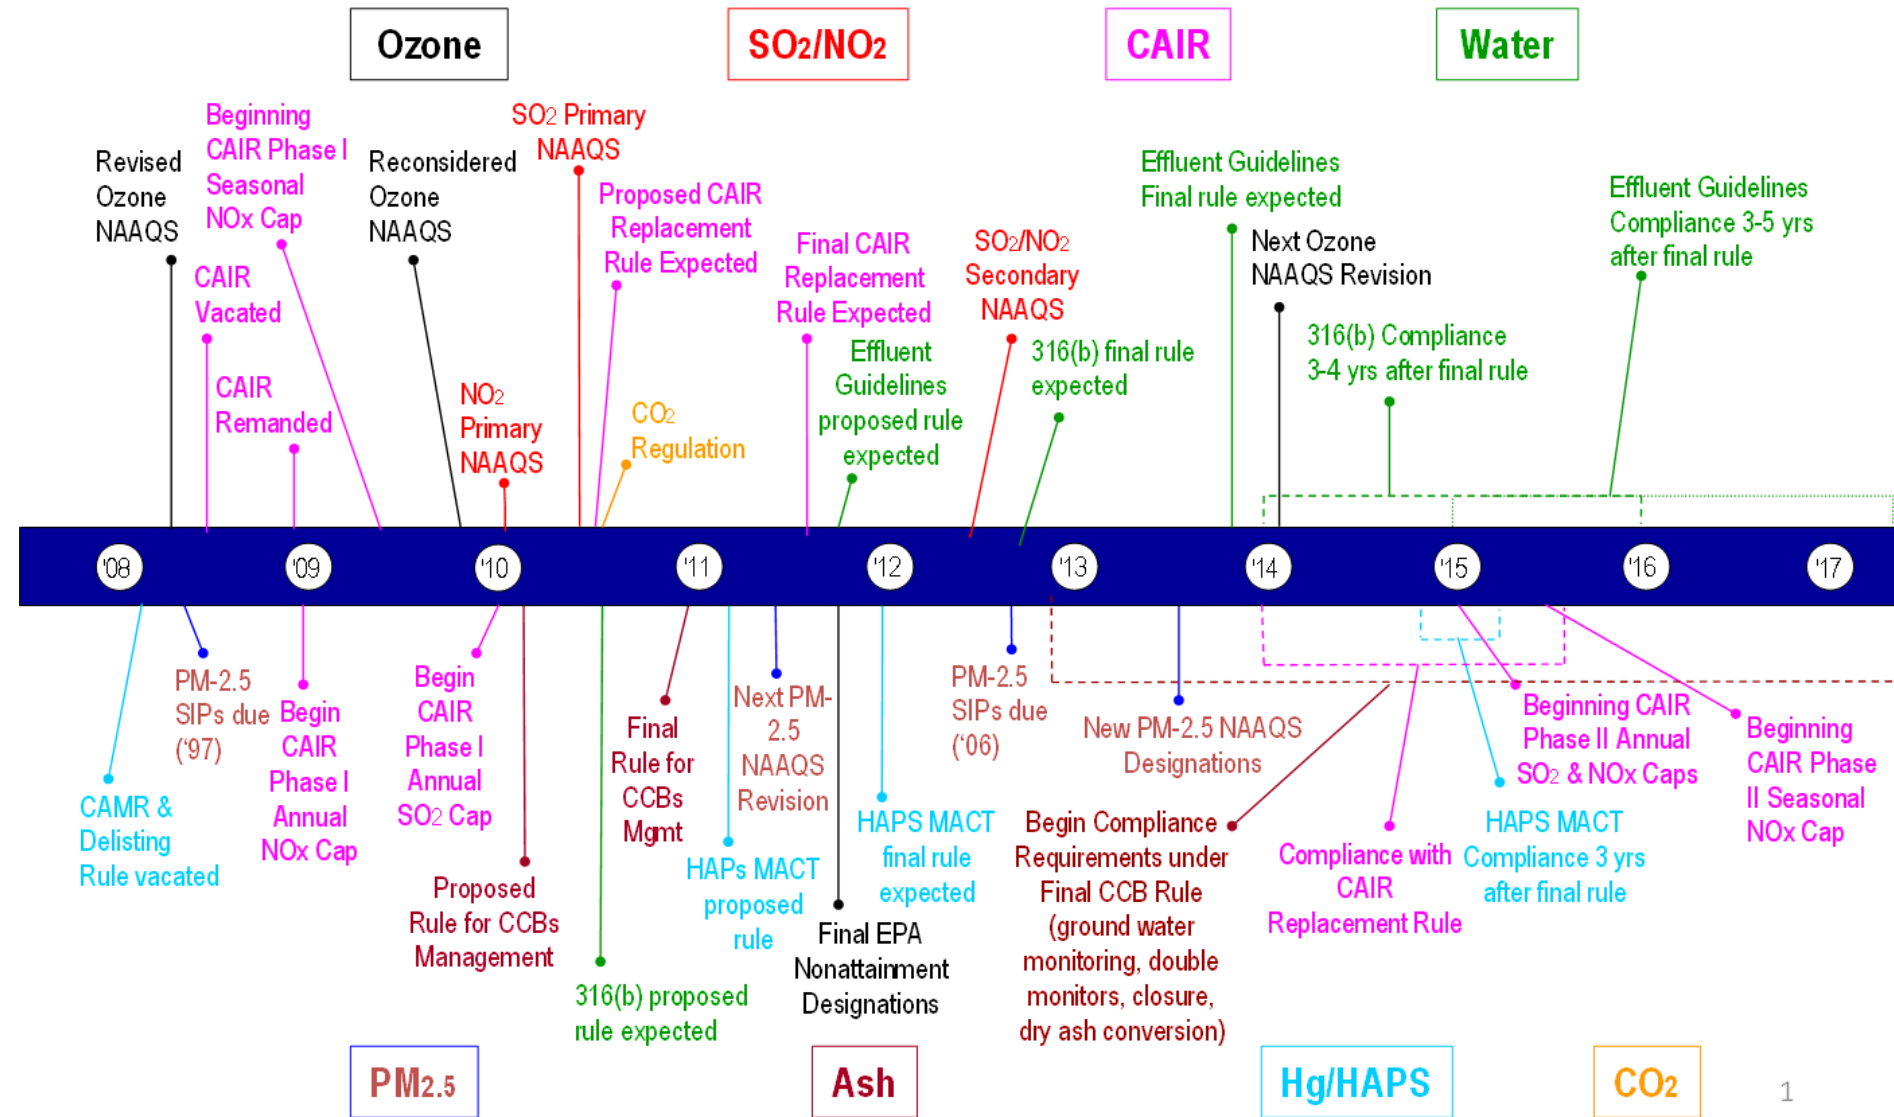 Ozone
SO2/NO2
CAIR
Water
Revised
Ozone
NAAQS
Beginning
CAIR Phase I
Seasonal
NOx Cap
CAIR
Vacated
CAIR
Remanded
Reconsidered
Ozone
NAAQS
NO2
Primary
NAAQS
SO2 Primary
NAAQS
Proposed CAIR
Replacement
Rule Expected
CO2
Regulation
Final CAIR
Replacement
Rule Expected
Effluent
Guidelines
proposed rule
expected
SO2/NO2
Secondary
NAAQS
316(b) final rule
expected
Effluent Guidelines
Final rule expected
Next Ozone
NAAQS Revision
316(b) Compliance
3-4 yrs after final rule
Effluent Guidelines
Compliance 3-5 yrs
after final rule
'08
'09
'10
'11
'12
'13
'14
'15
'16
'17
CAMR &
Delisting
Rule vacated
PM-2.5
SIPs due
('97)
Begin
CAIR
Phase I
Annual
NOx Cap
Begin
CAIR
Phase I
Annual
SO2 Cap
Proposed
Rule for CCBs
Management
316(b) proposed
rule expected
Final
Rule for
CCBs
Mgmt
HAPs MACT
proposed
rule
Next PM-
2.5
NAAQS
Revision
Final EPA
Nonattainment
Designations
HAPS MACT
final rule
expected
PM-2.5
SIPs due
('06)
New PM-2.5 NAAQS
Designations
Begin Compliance
Requirements under
Final CCB Rule
(ground water
monitoring, double
monitors, closure,
dry ash conversion)
Compliance with
CAIR
Replacement Rule
Beginning CAIR
Phase II Annual
SO2 & NOx Caps
HAPS MACT
Compliance 3 yrs
after final rule
Beginning
CAIR Phase
II Seasonal
NOx Cap
PM2.5
Ash
Hg/HAPS
CO2
1